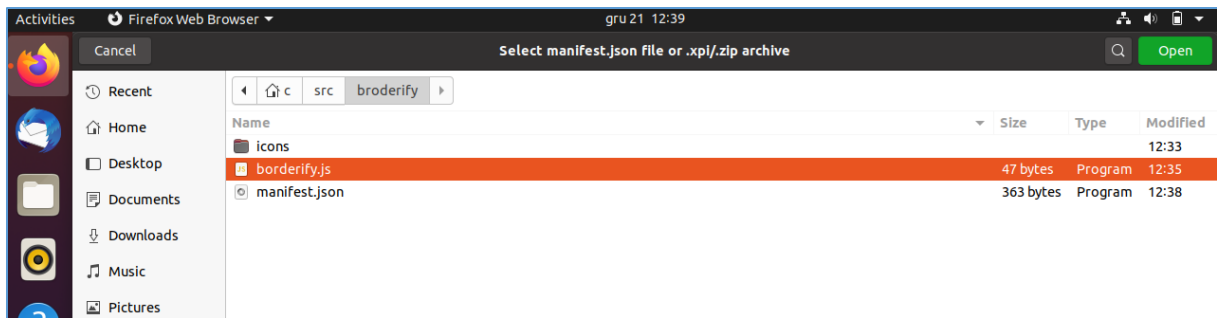 Activities Firefox Web Browser gru 21 12:39
Cancel Select manifest.json file or .xpi/.zip archive Open
Recent c src broderify
Home Name Size Type Modified
icons 12:33
Desktop borderify.js 47 bytes Program 12:35
Documents manifest.json 363 bytes Program 12:38
Downloads
Music
Pictures